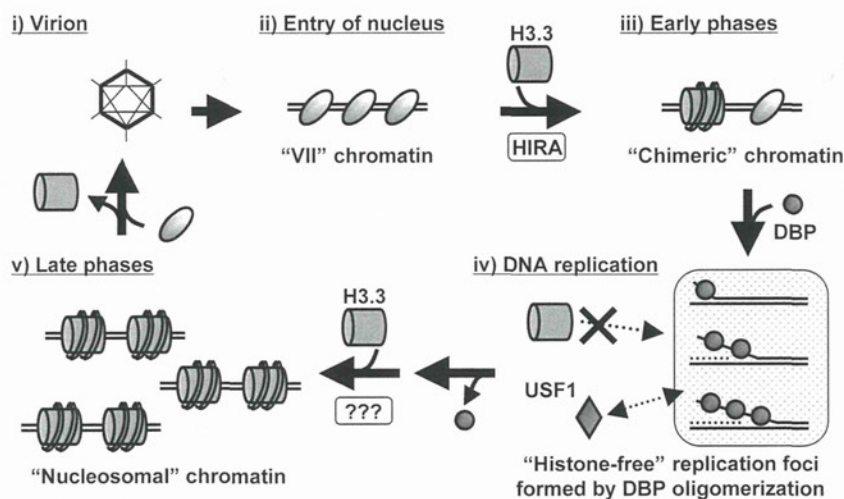 i) Virion
ii) Entry of nucleus
H3.3
iii) Early phases
HIRA
"VII" chromatin
"Chimeric" chromatin
DBP
v) Late phases
iv) DNA replication
H3.3
USF1
???
"Nucleosomal" chromatin
"Histone-free" replication foci
formed by DBP oligomerization